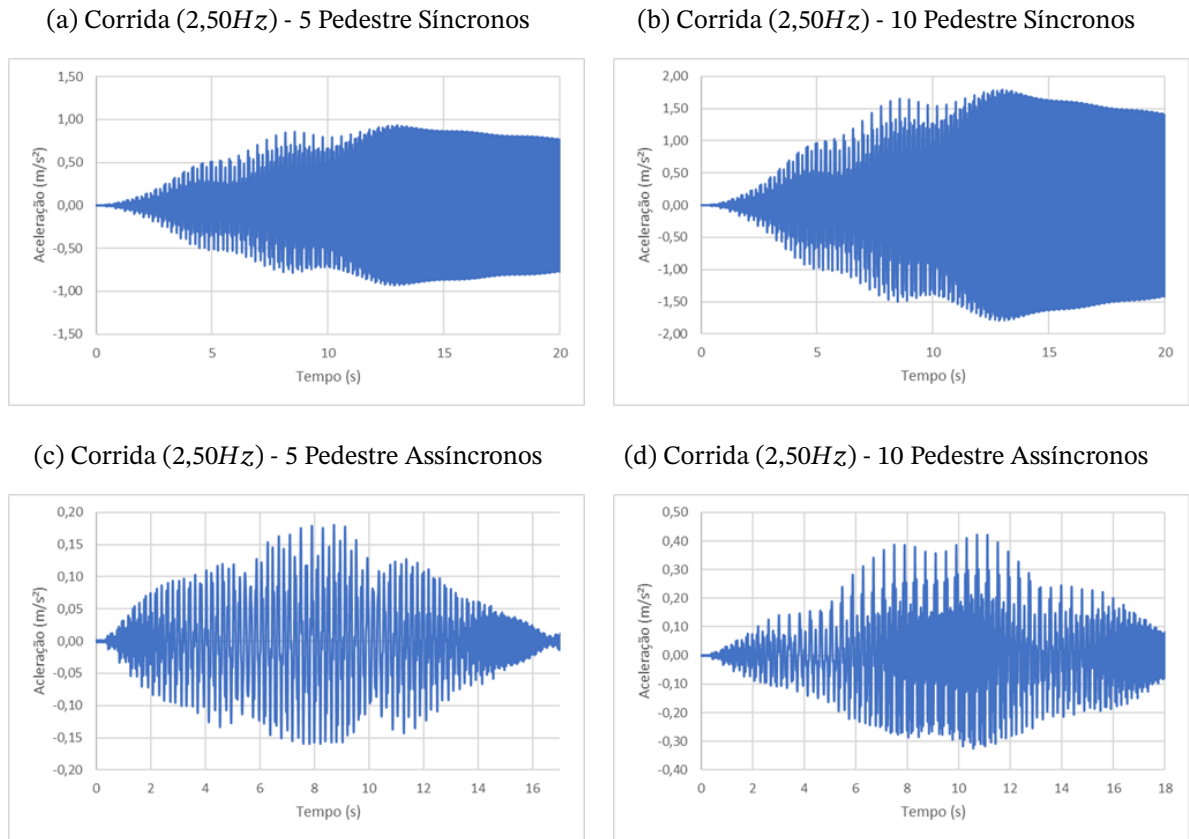 (a) Corrida (2,50Hz) - 5 Pedestre Síncronos
1,50
1,00
0,50
0,00
-0,50
-1,00
-1,50
Aceleração (m/s²)
0 5 10 15 20
Tempo (s)
(b) Corrida (2,50Hz) - 10 Pedestre Síncronos
2,00
1,50
1,00
0,50
0,00
-0,50
-1,00
-1,50
-2,00
Aceleração (m/s²)
0 5 10 15 20
Tempo (s)
(c) Corrida (2,50Hz) - 5 Pedestre Assíncronos
0,20
0,15
0,10
0,05
0,00
-0,05
-0,10
-0,15
-0,20
Acleração (m/s²)
0 2 4 6 8 10 12 14 16
Tempo (s)
(d) Corrida (2,50Hz) - 10 Pedestre Assíncronos
0,50
0,40
0,30
0,20
0,10
0,00
-0,10
-0,20
-0,30
-0,40
Aceleração (m/s²)
0 2 4 6 8 10 12 14 16 18
Tempo (s)